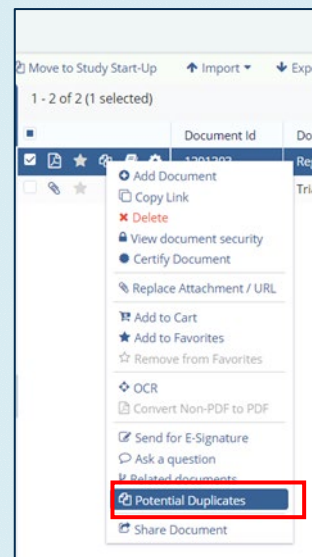 Move to Study Start-Up Import
1 - 2 of 2 (1 selected)
Document Id
Add Document
Copy Link
Delete
View document security
Certify Document
Replace Attachment / URL
Add to Cart
Add to Favorites
Remove from Favorites
OCR
Convert Non-PDF to PDF
Send for E-Signature
Ask a question
Related documents
Potential Duplicates
Share Document